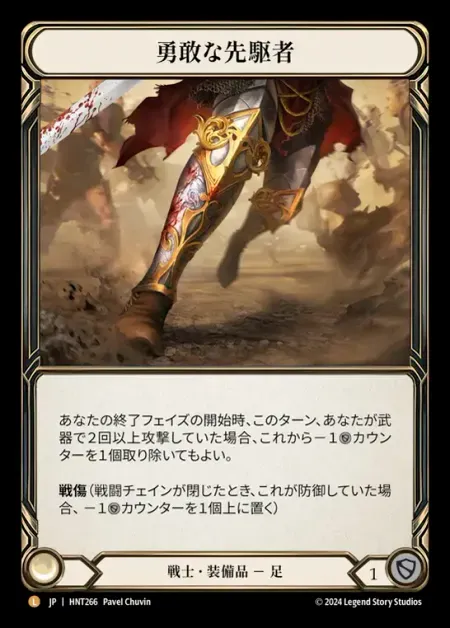 勇敢な先駆者
あなたの終了フェイズの開始時、このターン、あなたが武
器で２回以上攻撃していた場合、これから－１カウン
ターを１個取り除いてもよい。
戦傷（戦闘チェインが閉じたとき、これが防御していた場
合、－１カウンターを１個上に置く）
戦士・装備品 － 足
1
L JP | HNT266 Pavel Chuvin
© 2024 Legend Story Studios